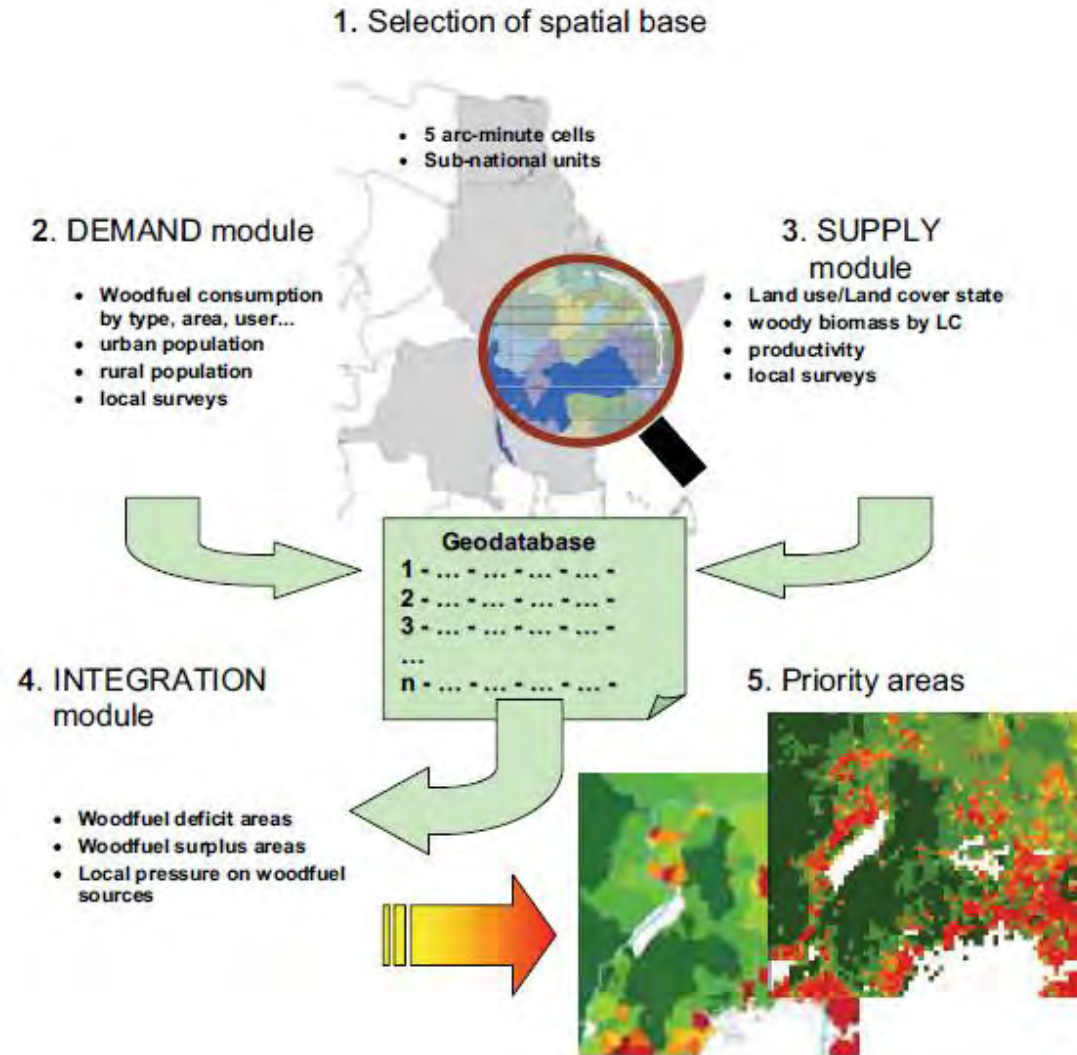 1. Selection of spatial base
• 5 arc-minute cells
• Sub-national units
2. DEMAND module
• Woodfuel consumption
by type, area, user...
• urban population
• rural population
• local surveys
3. SUPPLY
module
• Land use/Land cover state
• woody biomass by LC
• productivity
• local surveys
Geodatabase
1 - ... - ... - ... - ... -
2 - ... - ... - ... - ... -
3 - ... - ... - ... - ... -
...
n - ... - ... - ... - ... -
4. INTEGRATION
module
• Woodfuel deficit areas
• Woodfuel surplus areas
• Local pressure on woodfuel
sources
5. Priority areas